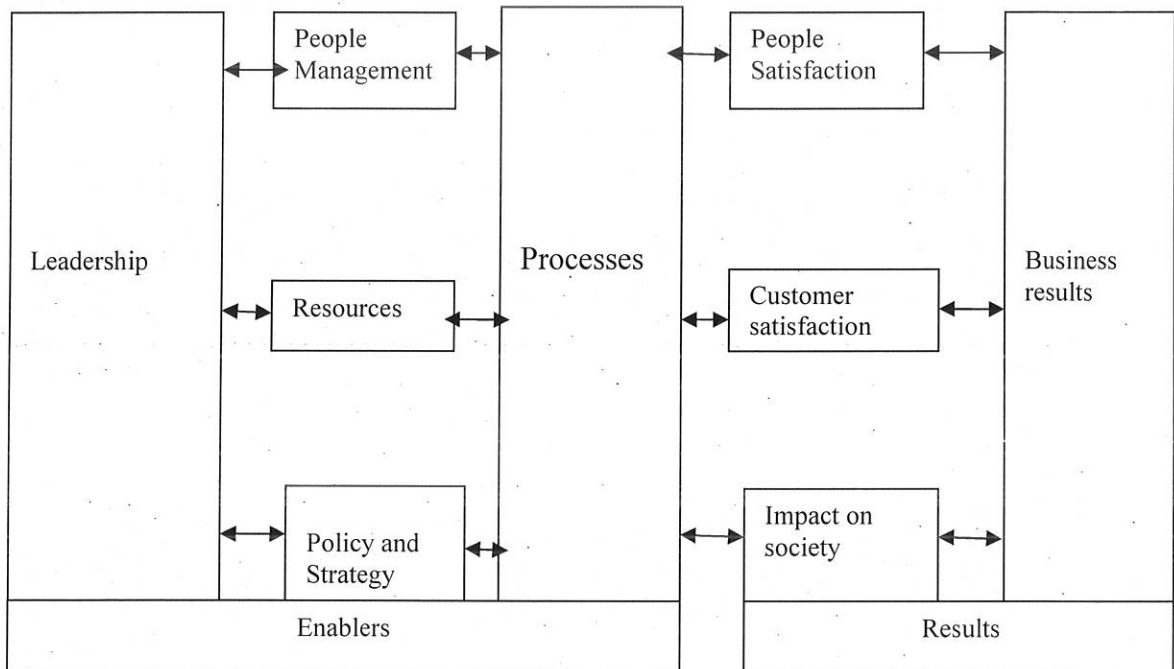 People
Management
People
Satisfaction
Leadership
Processes
Business
results
Resources
Customer
satisfaction
Policy and
Strategy
Impact on
society
Enablers
Results